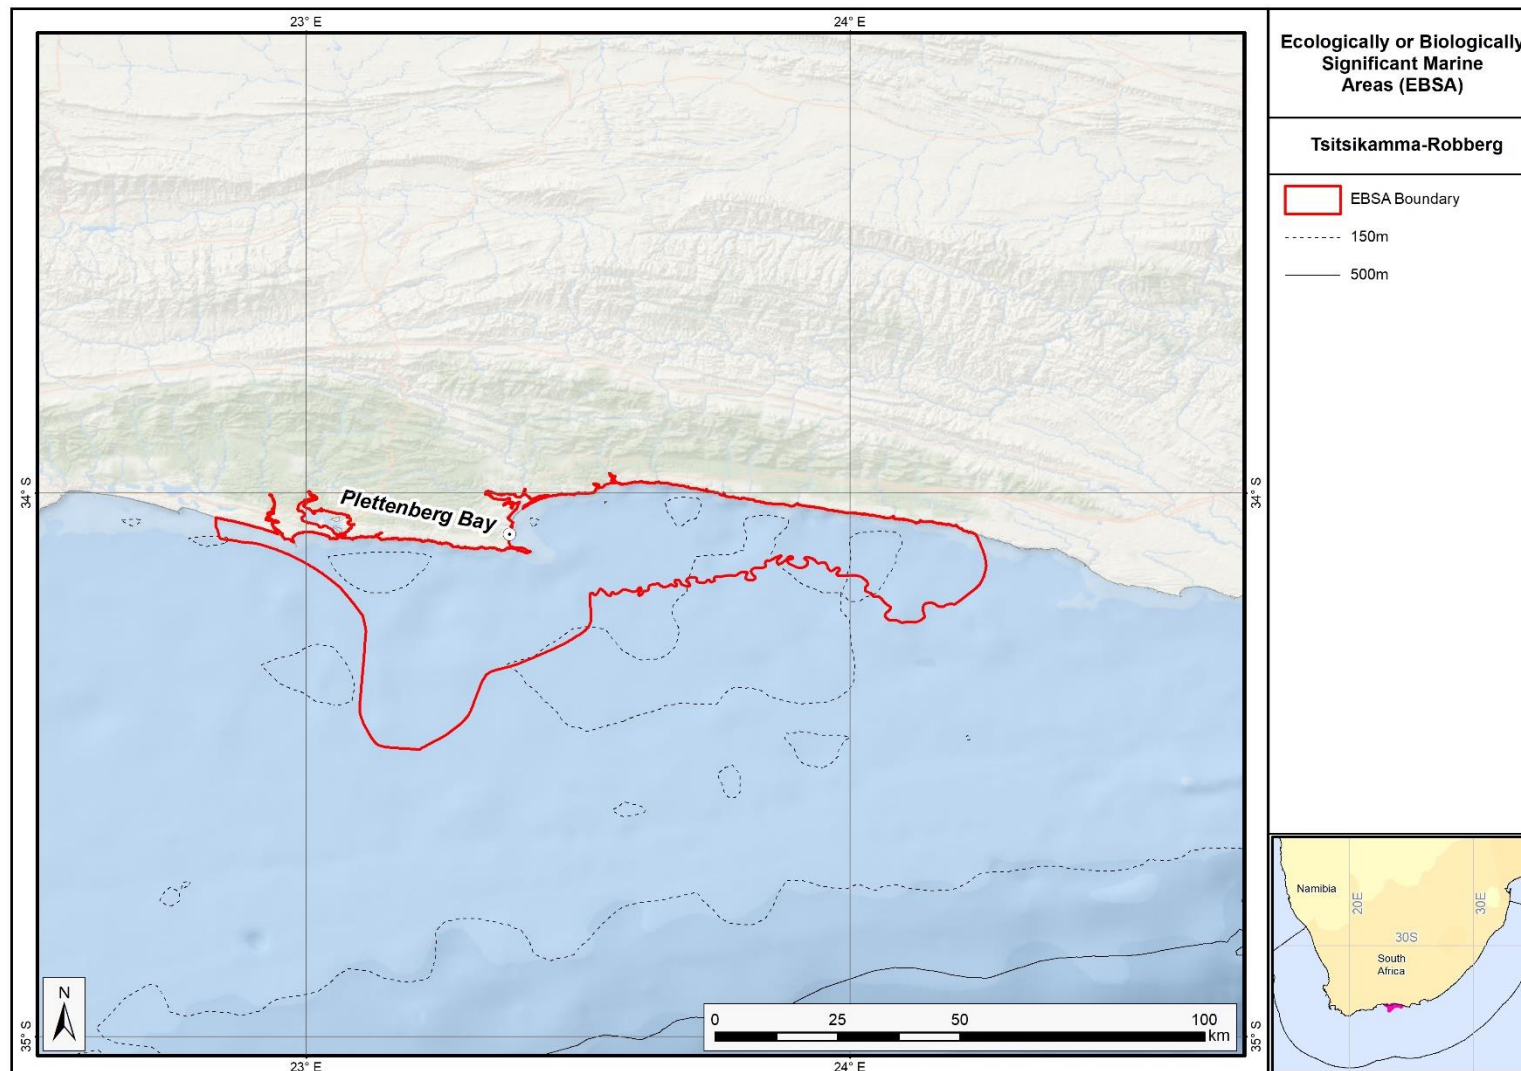 23° E
24° E
Ecologically or Biologically
Significant Marine
Areas (EBSA)
Tsitsikamma-Robberg
EBSA Boundary
150m
500m
34° S
34° S
Plettenberg Bay
Namibia
20E
30E
30S
South
Africa
N
0
25
50
100
km
35° S
35° S
23° E
24° E